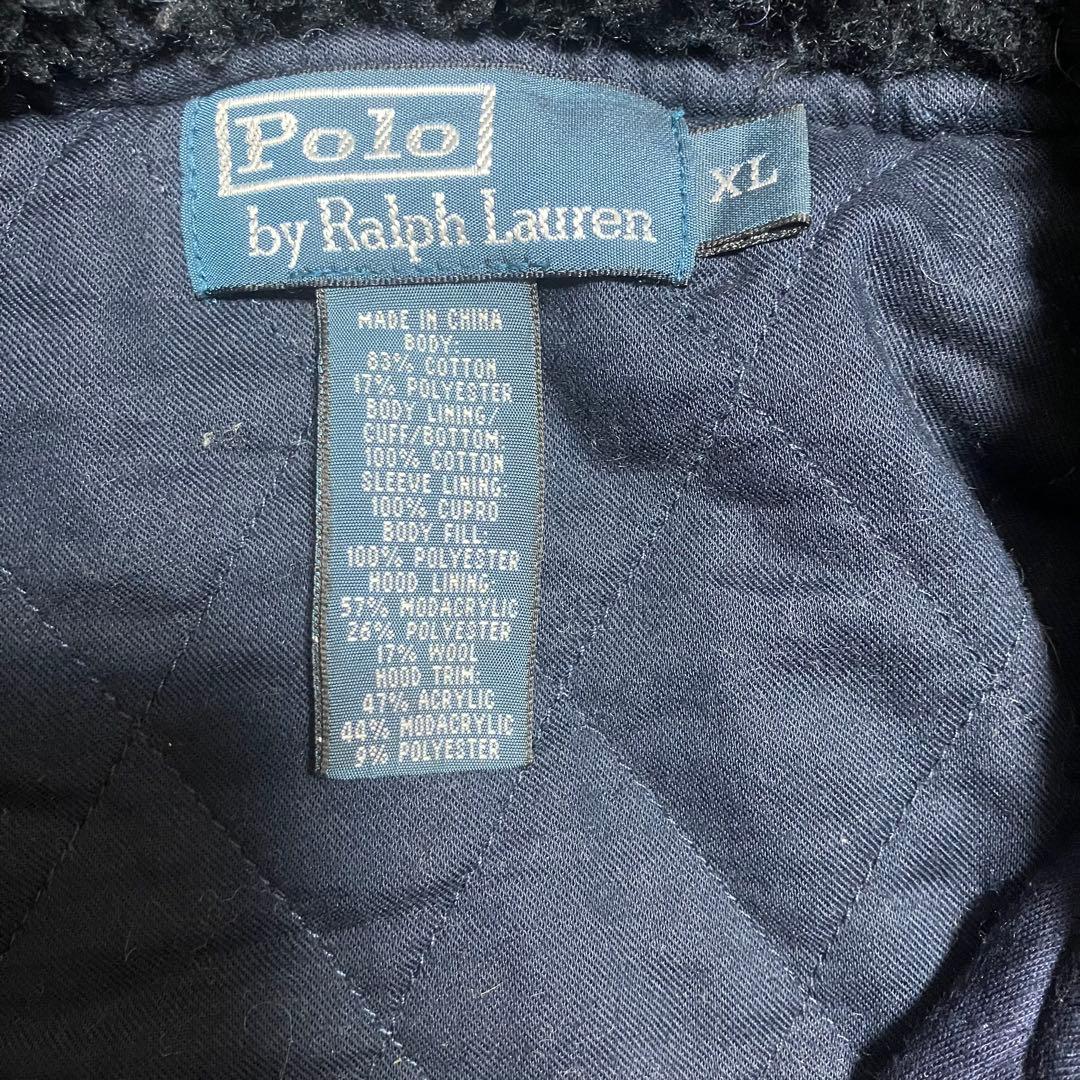 Polo
by Ralph Lauren
XL
MADE IN CHINA
BODY:
83% COTTON
17% POLYESTER
BODY LINING/
CUFF/BOTTOM:
100% COTTON
SLEEVE LINING:
100% CUPRO
BODY FILL
100% POLYESTER
HOOD LINING
57% MODACRYLIC
26% POLYESTER
17% WOOL
HOOD TRIM:
47% ACRYLIC
44% MODACRYLIC
9% POLYESTER